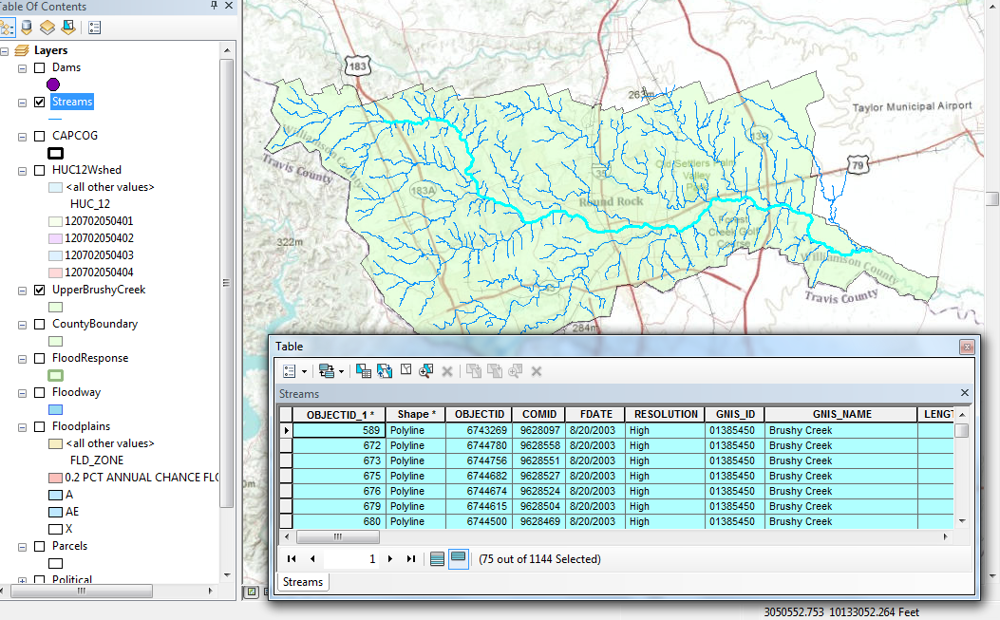 Table Of Contents
Layers
Dams
Streams
CAPCOG
HUC12Wshed
<all other values>
HUC_12
120702050401
120702050402
120702050403
120702050404
UpperBrushyCreek
CountyBoundary
FloodResponse
Floodway
Floodplains
<all other values>
FLD_ZONE
0.2 PCT ANNUAL CHANCE FLO
A
AE
X
Parcels
Political
183
263m
Taylor Municipal Airport
130
79
Williamson County
Travis County
183A
35
Old Settlers Palm
Valley
Park
Round Rock
Forest
Creek Golf
Course
322m
Williamson County
Travis County
284m
0m
Table
Streams
OBJECTID_1 * Shape * OBJECTID COMID FDATE RESOLUTION GNIS_ID GNIS_NAME LENGT
589 Polyline 6743269 9628097 8/20/2003 High 01385450 Brushy Creek
672 Polyline 6744780 9628558 8/20/2003 High 01385450 Brushy Creek
673 Polyline 6744756 9628551 8/20/2003 High 01385450 Brushy Creek
675 Polyline 6744682 9628527 8/20/2003 High 01385450 Brushy Creek
676 Polyline 6744674 9628524 8/20/2003 High 01385450 Brushy Creek
679 Polyline 6744615 9628504 8/20/2003 High 01385450 Brushy Creek
680 Polyline 6744500 9628469 8/20/2003 High 01385450 Brushy Creek
1
(75 out of 1144 Selected)
Streams
3050552.753 10133052.264 Feet